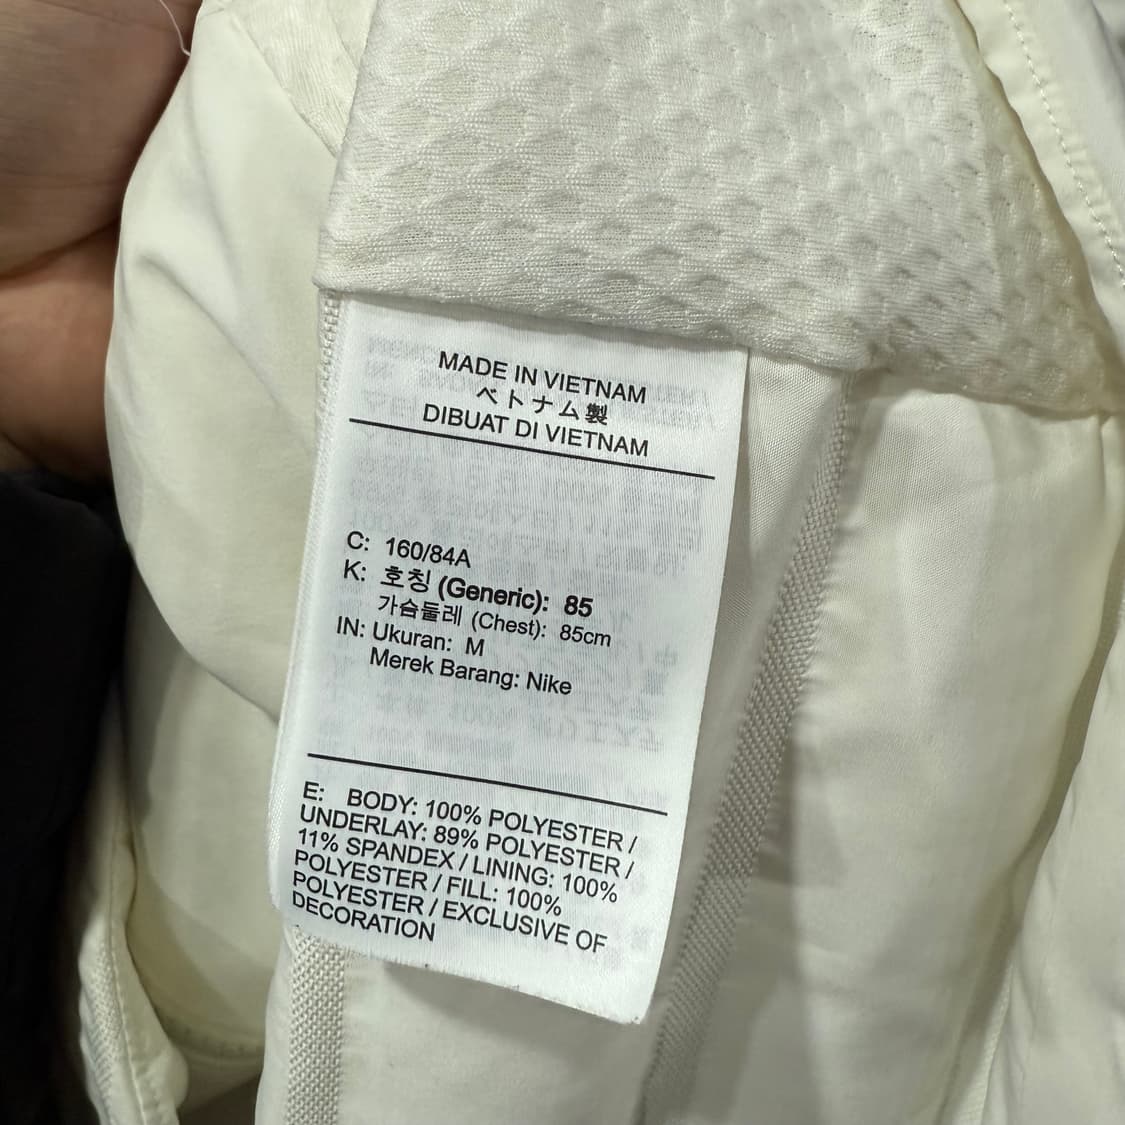 MADE IN VIETNAM
ベトナム製
DIBUAT DI VIETNAM
C: 160/84A
K: 호칭 (Generic): 85
가슴둘레 (Chest): 85cm
IN: Ukuran: M
Merek Barang: Nike
E: BODY: 100% POLYESTER /
UNDERLAY: 89% POLYESTER /
11% SPANDEX / LINING: 100%
POLYESTER / FILL: 100%
POLYESTER / EXCLUSIVE OF
DECORATION